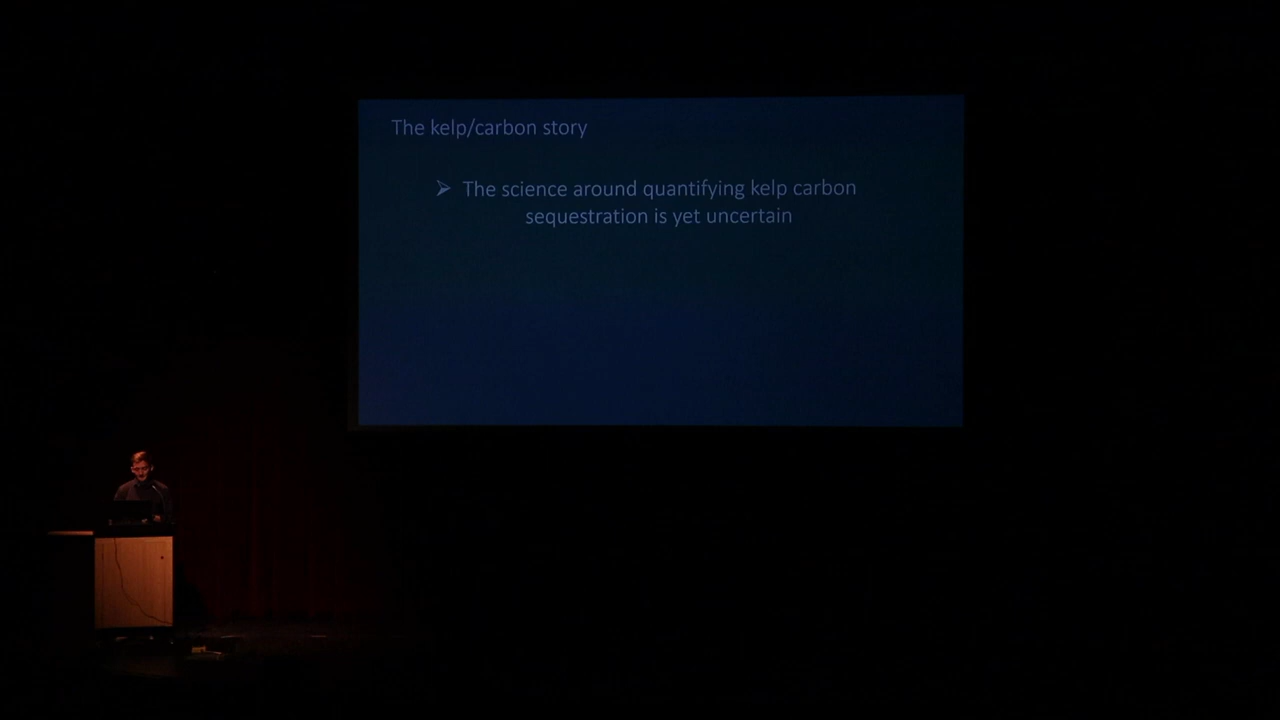 The kelp/carbon story
➢ The science around quantifying kelp carbon
sequestration is yet uncertain